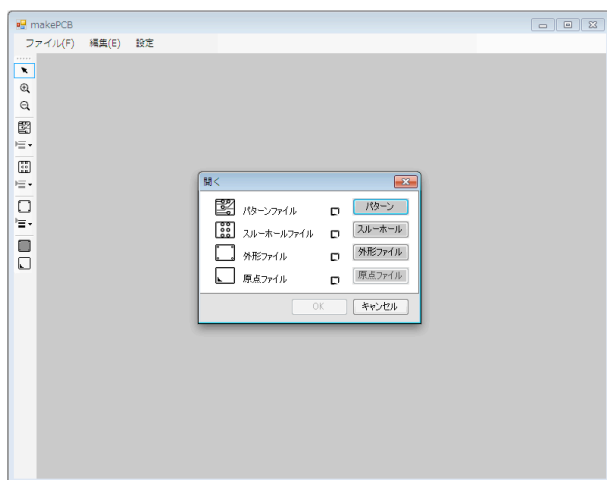 makePCB
ファイル(F) 編集(E) 設定
開く
パターンファイル パターン
スルーホールファイル スルーホール
外形ファイル 外形ファイル
原点ファイル 原点ファイル
OK キャンセル